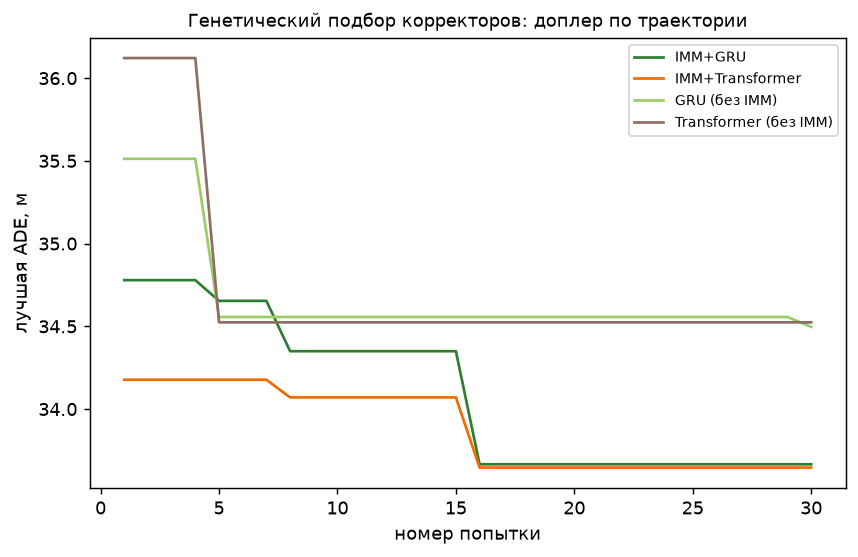 Генетический подбор корректоров: доплер по траектории
IMM+GRU
IMM+Transformer
GRU (без IMM)
Transformer (без IMM)
лучшая ADE, м
36.0
35.5
35.0
34.5
34.0
0 5 10 15 20 25 30
номер попытки